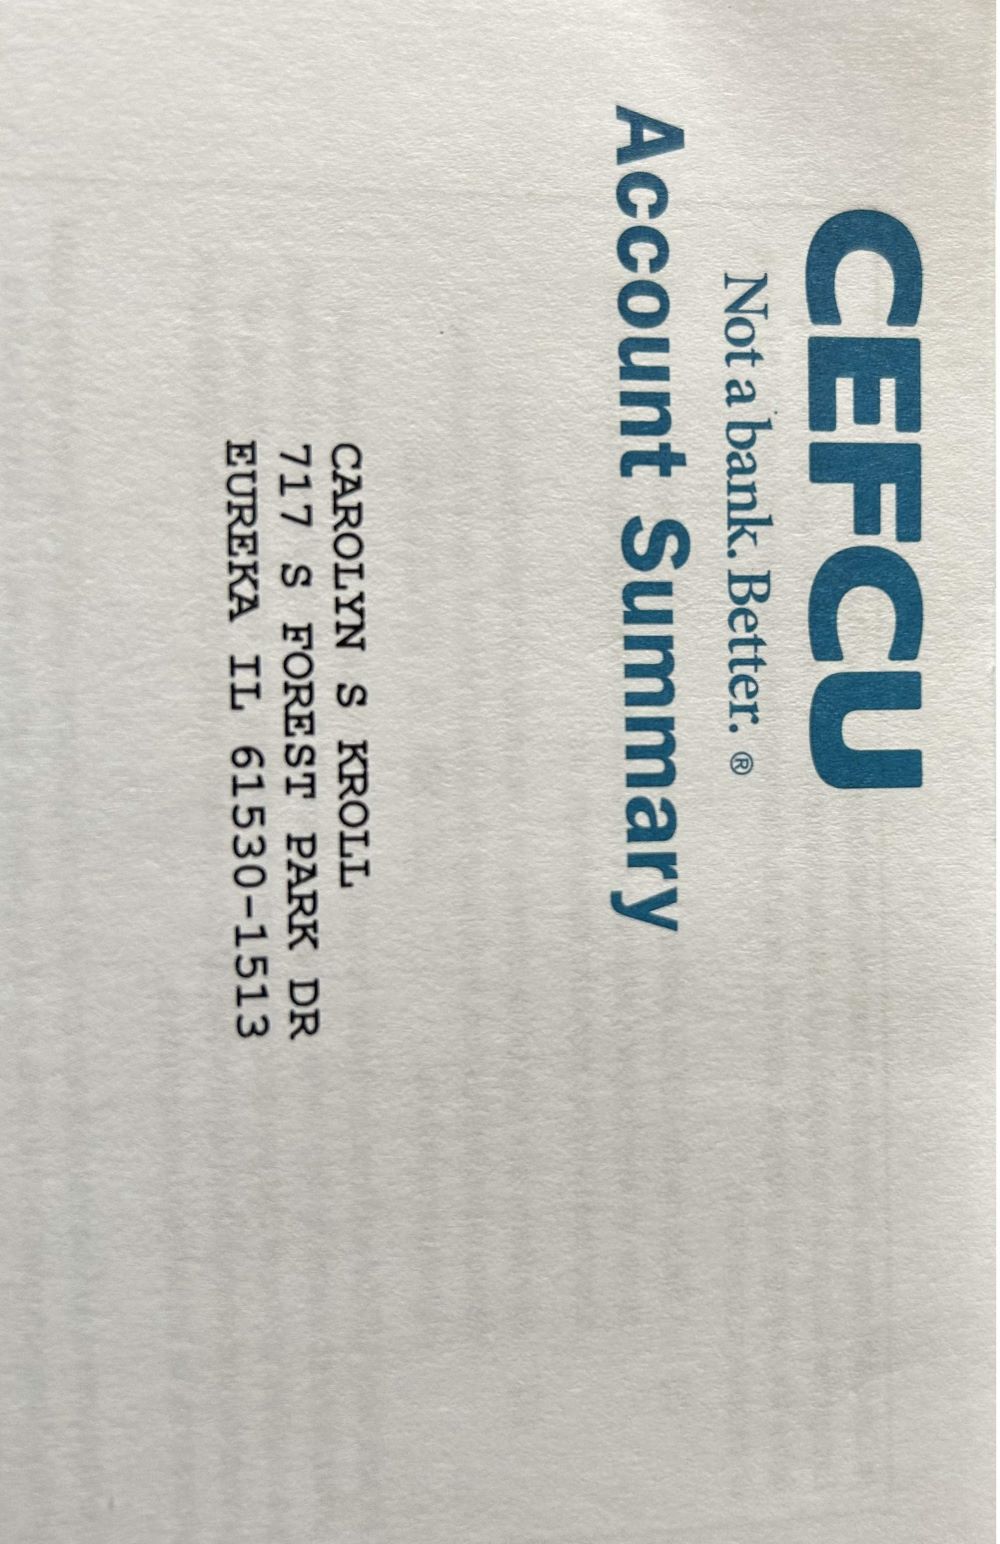 CEFCU
Not a bank. Better.®
Account Summary
CAROLYN S KROLL
717 S FOREST PARK DR
EUREKA IL 61530-1513